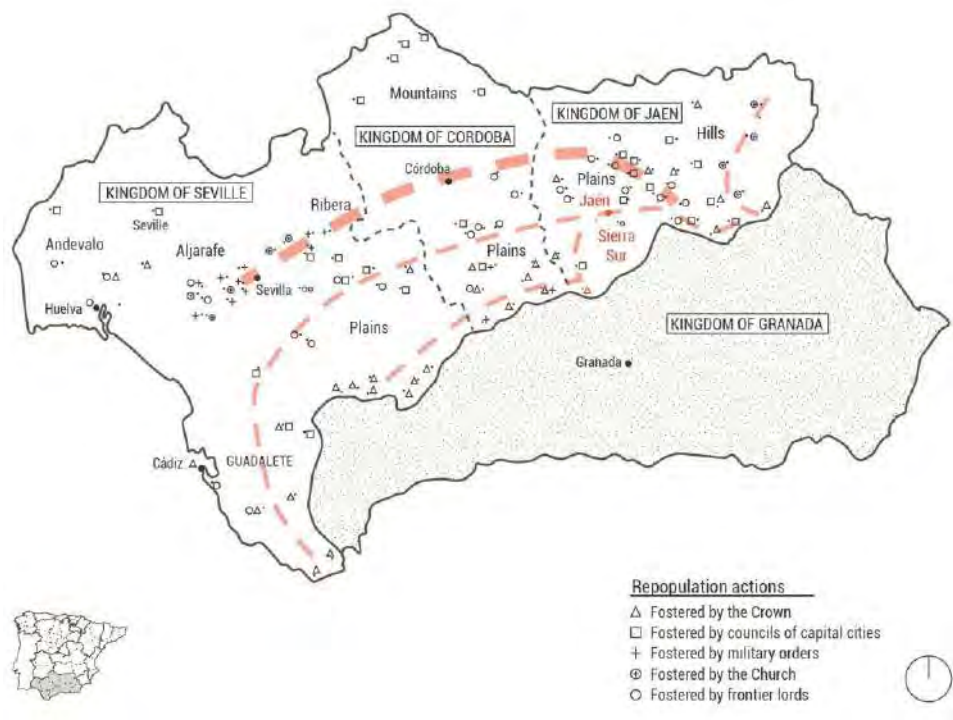 Mountains
KINGDOM OF JAEN
KINGDOM OF CORDOBA
Hills
Córdoba
Plains
KINGDOM OF SEVILLE
Ribera
Jaén
Seville
Sierra
Sur
Andevalo
Aljarafe
Plains
Sevilla
Huelva
Plains
KINGDOM OF GRANADA
Granada
Cádiz
GUADALETE
Repopulation actions
Fostered by the Crown
Fostered by councils of capital cities
Fostered by military orders
Fostered by the Church
Fostered by frontier lords